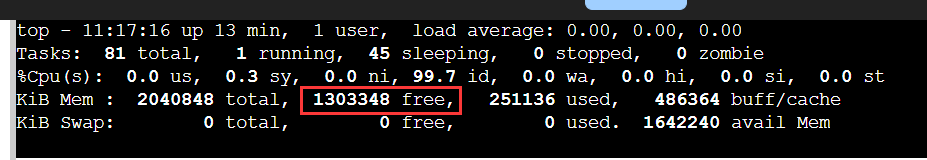 top - 11:17:16 up 13 min,  1 user,  load average: 0.00, 0.00, 0.00
Tasks:  81 total,   1 running,  45 sleeping,   0 stopped,   0 zombie
%Cpu(s):  0.0 us,  0.3 sy,  0.0 ni, 99.7 id,  0.0 wa,  0.0 hi,  0.0 si,  0.0 st
KiB Mem :  2040848 total,  1303348 free,   251136 used,   486364 buff/cache
KiB Swap:        0 total,        0 free,        0 used.  1642240 avail Mem